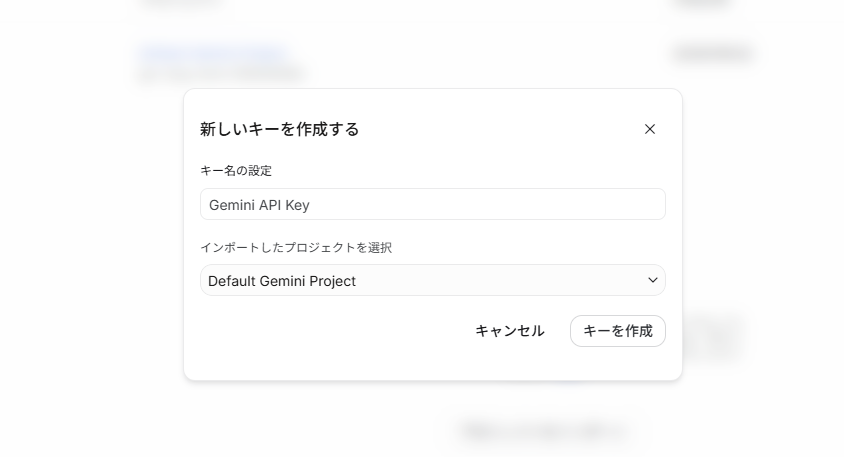 新しいキーを作成する
キー名の設定
Gemini API Key
インポートしたプロジェクトを選択
Default Gemini Project
キャンセル
キーを作成